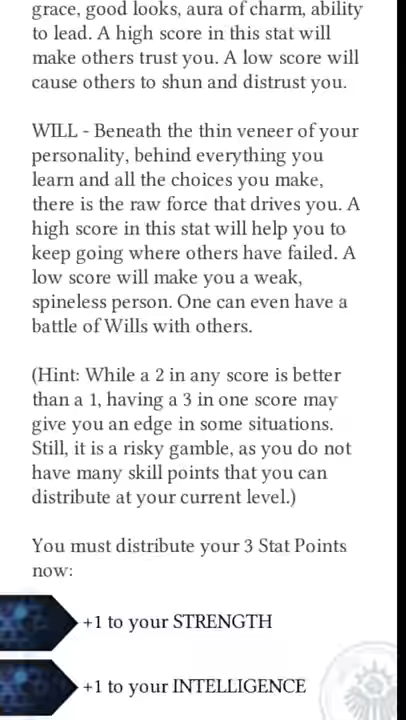 grace, good looks, aura of charm, ability
to lead. A high score in this stat will
make others trust you. A low score will
cause others to shun and distrust you.
WILL - Beneath the thin veneer of your
personality, behind everything you
learn and all the choices you make,
there is the raw force that drives you. A
high score in this stat will help you to
keep going where others have failed. A
low score will make you a weak,
spineless person. One can even have a
battle of Wills with others.
(Hint: While a 2 in any score is better
than a 1, having a 3 in one score may
give you an edge in some situations.
Still, it is a risky gamble, as you do not
have many skill points that you can
distribute at your current level.)
You must distribute your 3 Stat Points
now:
+1 to your STRENGTH
+1 to your INTELLIGENCE